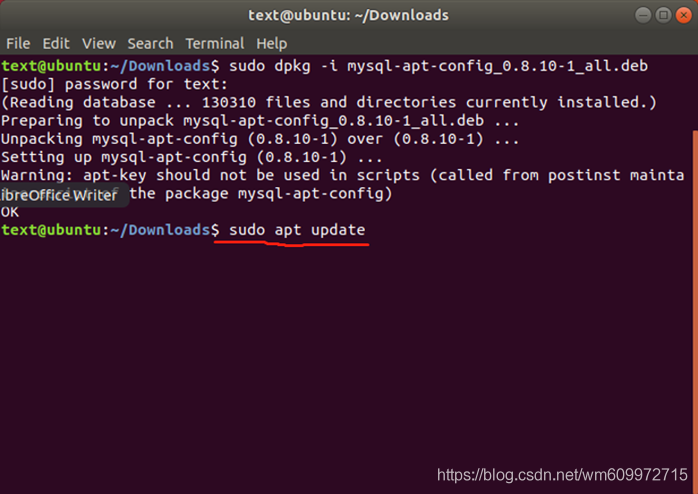 text@ubuntu: ~/Downloads
File Edit View Search Terminal Help
text@ubuntu:~/Downloads$ sudo dpkg -i mysql-apt-config_0.8.10-1_all.deb
[sudo] password for text:
(Reading database ... 130310 files and directories currently installed.)
Preparing to unpack mysql-apt-config_0.8.10-1_all.deb ...
Unpacking mysql-apt-config (0.8.10-1) over (0.8.10-1) ...
Setting up mysql-apt-config (0.8.10-1) ...
Warning: apt-key should not be used in scripts (called from postinst mainta
ibreOffice Writer the package mysql-apt-config)
OK
text@ubuntu:~/Downloads$ sudo apt update
https://blog.csdn.net/wm609972715